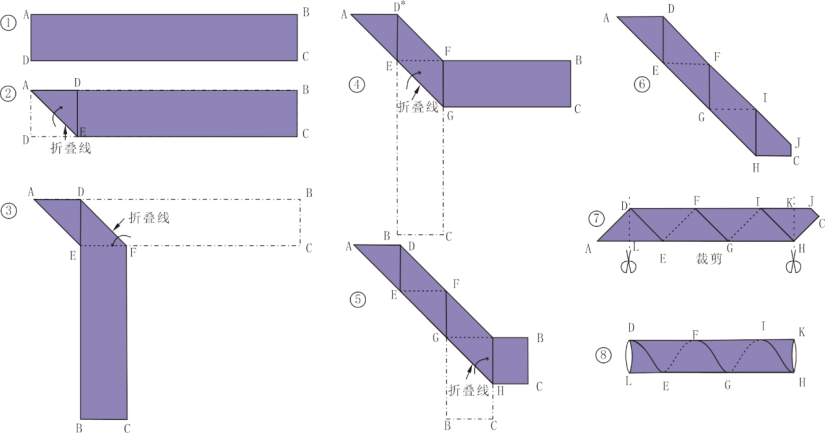 ① A B
D C
② A D B
D E C
折叠线
③ A D B
折叠线
E F C
B C
④ A D* F B
E
折叠线
G C
B C
⑤ A D
E F
G B
折叠线 H C
B C
⑥ A D
E F
G I
J
H C
⑦ D F I K J
C
A L E G H
裁剪
⑧ D F I K
L E G H